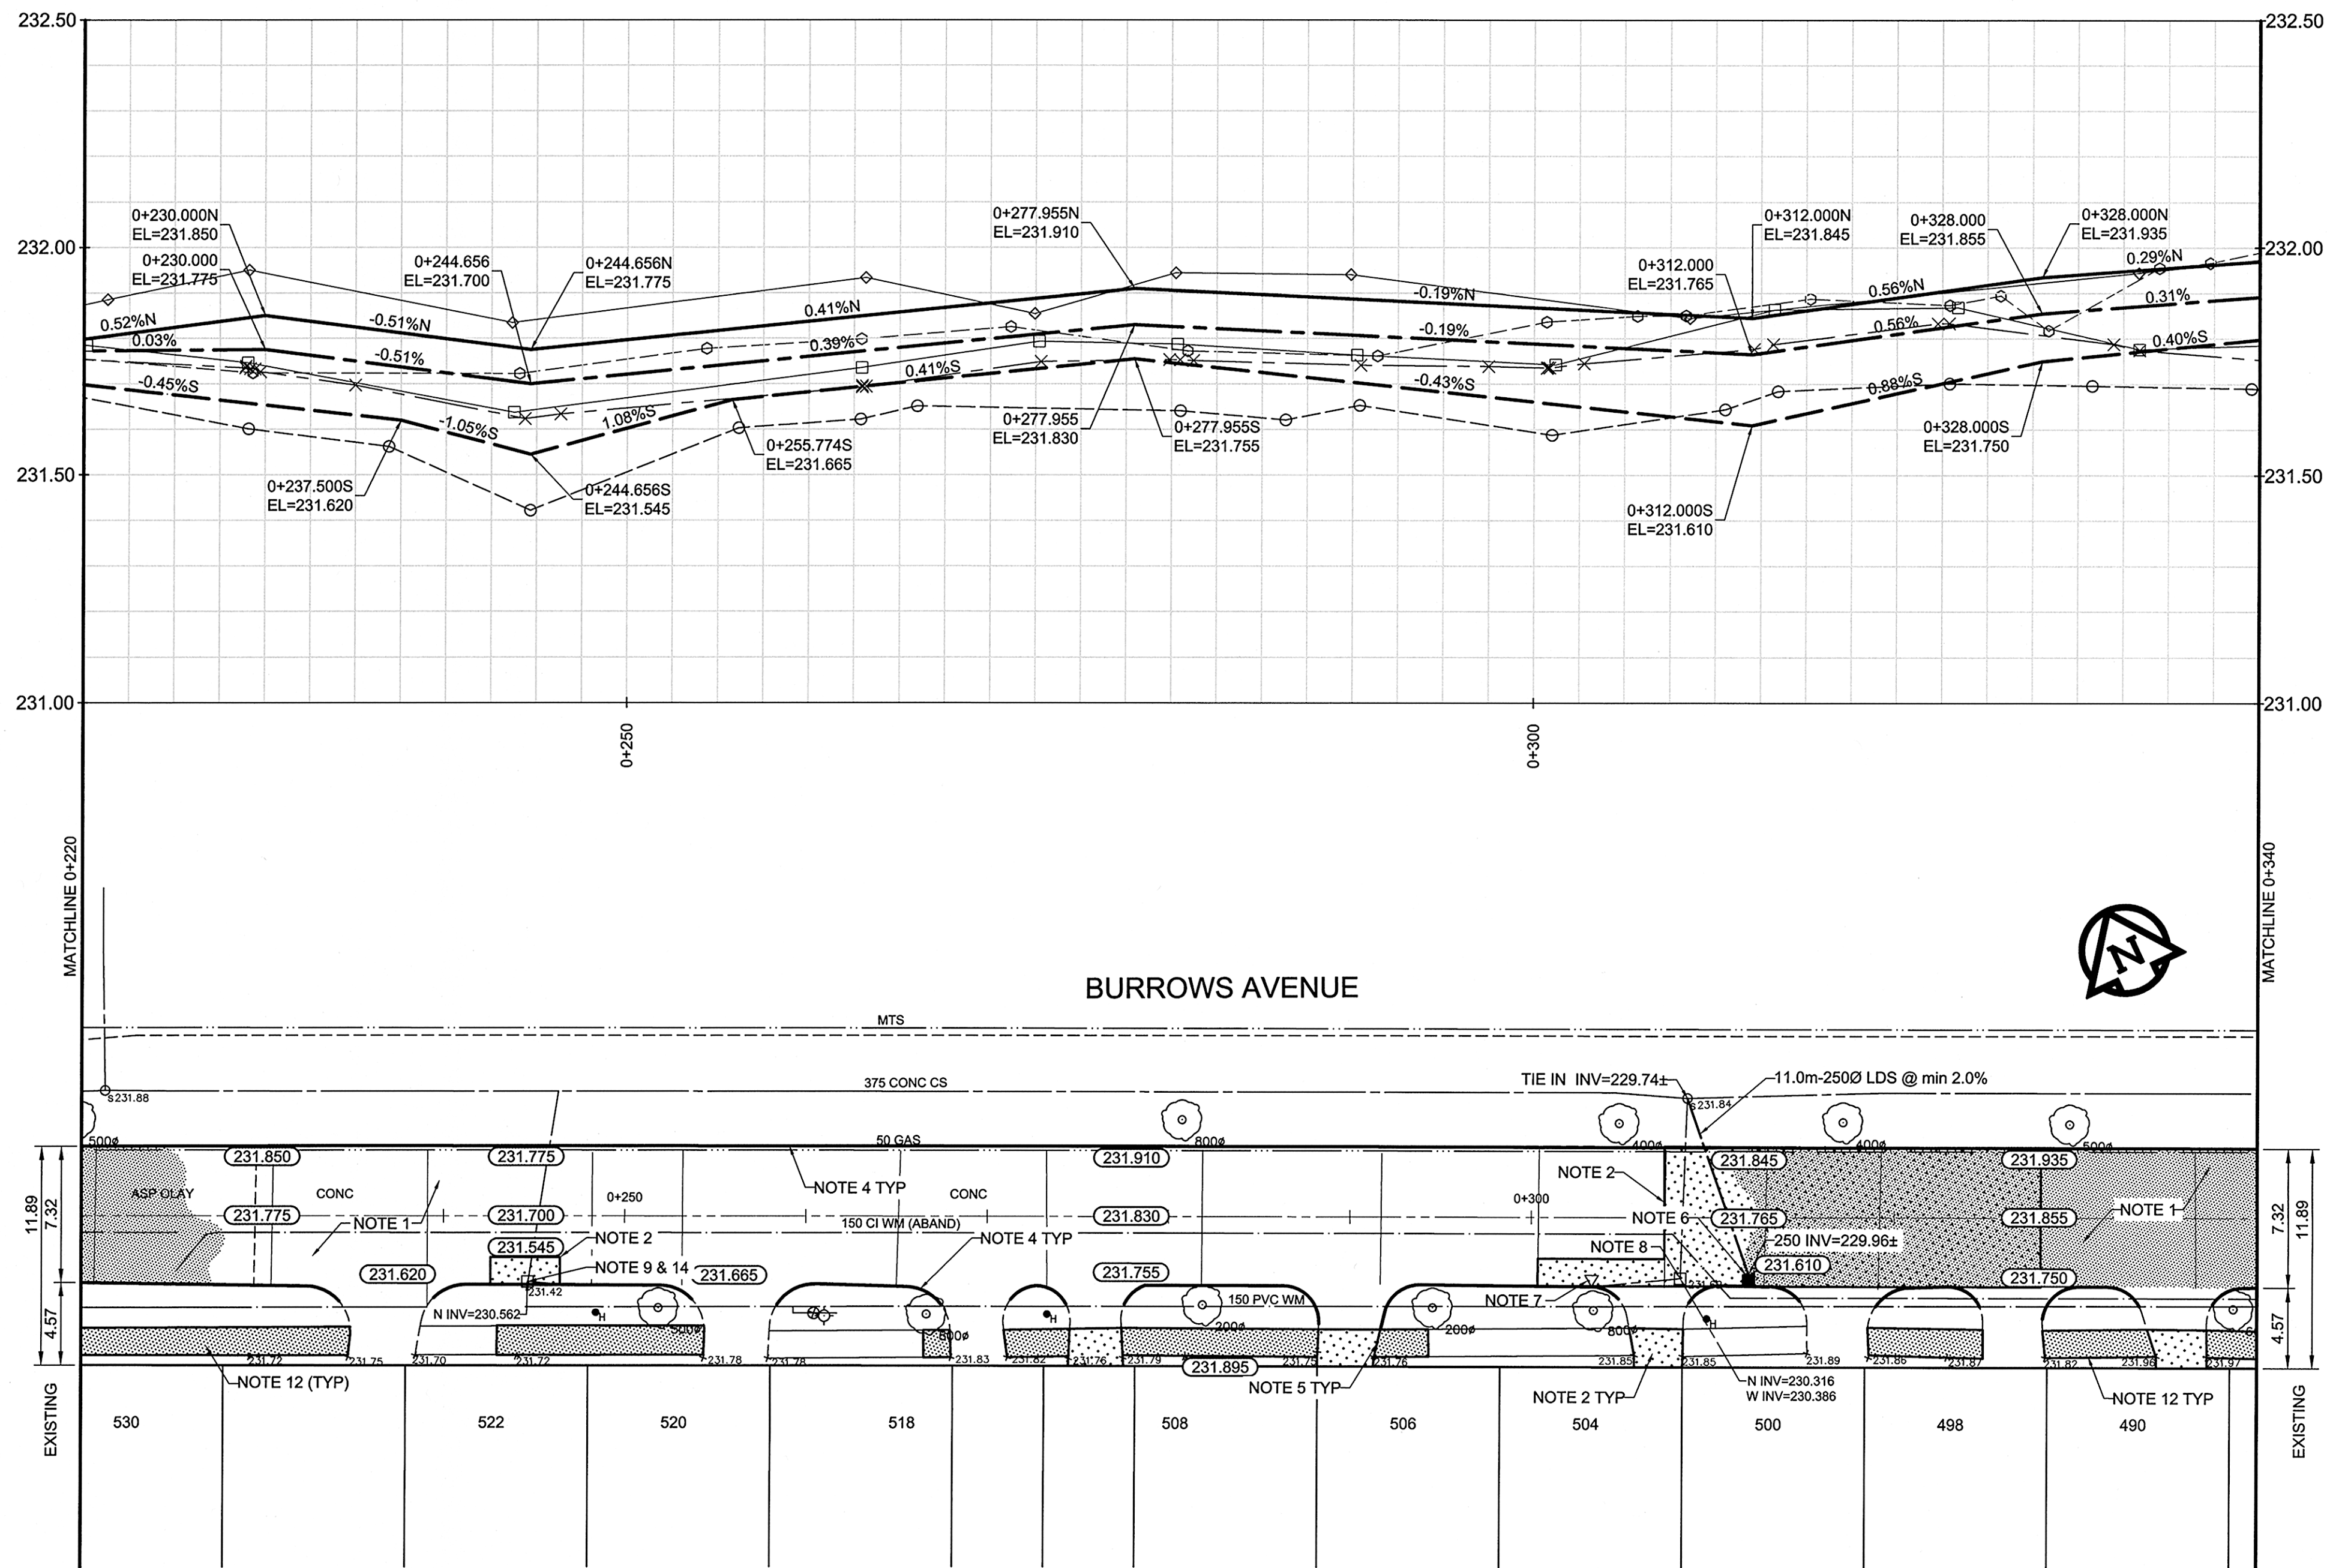 232.50
232.50
0+230.000N
EL=231.850
0+277.955N
EL=231.910
0+312.000N
EL=231.845
0+328.000
EL=231.855
0+328.000N
EL=231.935
232.00
232.00
0+230.000
EL=231.775
0+244.656
EL=231.700
0+244.656N
EL=231.775
0+312.000
EL=231.765
0.29%N
0.52%N
-0.51%N
0.41%N
-0.19%N
0.56%N
0.31%
0.03%
-0.51%
0.39%
-0.19%
0.56%
0.40%S
-0.45%S
0.41%S
-0.43%S
0.88%S
-1.05%S
1.08%S
0+277.955
EL=231.830
0+277.955S
EL=231.755
0+328.000S
EL=231.750
0+255.774S
EL=231.665
231.50
231.50
0+237.500S
EL=231.620
0+244.656S
EL=231.545
0+312.000S
EL=231.610
231.00
231.00
0+250
0+300
MATCHLINE 0+220
MATCHLINE 0+340
N
BURROWS AVENUE
MTS
375 CONC CS
TIE IN INV=229.74±
11.0m-250Ø LDS @ min 2.0%
S231.88
S231.84
500ø
50 GAS
800ø
400ø
400ø
500ø
231.850
231.775
231.910
231.845
231.935
NOTE 2
NOTE 4 TYP
ASP OLAY
CONC
0+250
CONC
0+300
11.89
7.32
7.32
11.89
231.775
231.700
231.830
231.765
231.855
NOTE 1
150 CI WM (ABAND)
NOTE 6
NOTE 1
NOTE 2
NOTE 4 TYP
231.545
NOTE 8
250 INV=229.96±
231.620
NOTE 9 & 14
231.665
231.755
231.610
231.750
231.42
N INV=230.562
H
500ø
800ø
H
200ø
150 PVC WM
NOTE 7
200ø
800ø
H
4.57
4.57
231.72
231.75
231.70
231.72
231.78
231.78
231.83
231.82
231.76
231.79
231.75
231.76
231.85
231.85
231.89
231.86
231.87
231.82
231.96
231.97
231.895
NOTE 12 (TYP)
NOTE 5 TYP
NOTE 2 TYP
N INV=230.316
W INV=230.386
NOTE 12 TYP
EXISTING
EXISTING
530
522
520
518
508
506
504
500
498
490